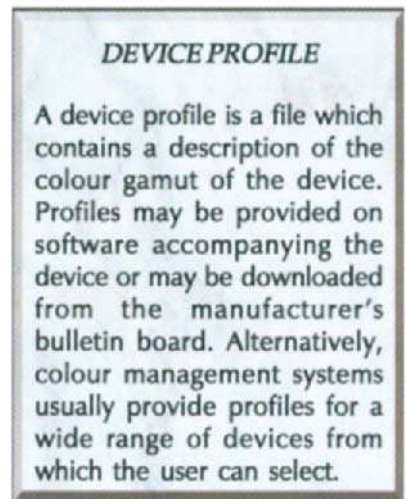 DEVICE PROFILE
A device profile is a file which
contains a description of the
colour gamut of the device.
Profiles may be provided on
software accompanying the
device or may be downloaded
from the manufacturer's
bulletin board. Alternatively,
colour management systems
usually provide profiles for a
wide range of devices from
which the user can select.